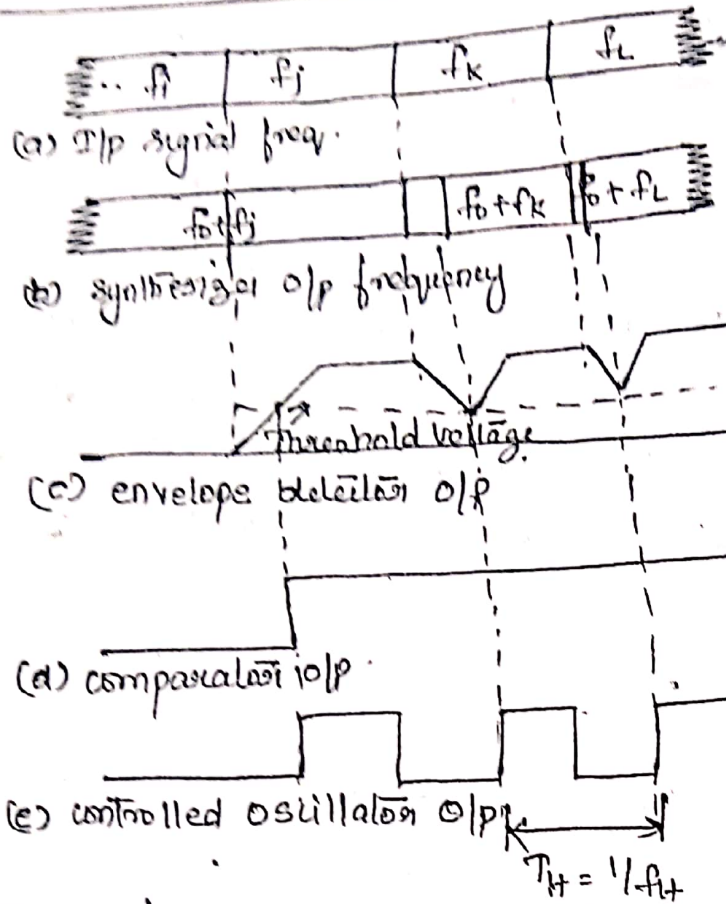 .. fi fj fk fL
(a) I/p signal freq.
fo+fj fo+fk fo+fL
(b) synthesizer o/p frequency
Threshold voltage
(c) envelope detector O/P
(d) comparator o/p
(e) controlled oscillator o/p
TH = 1/fH